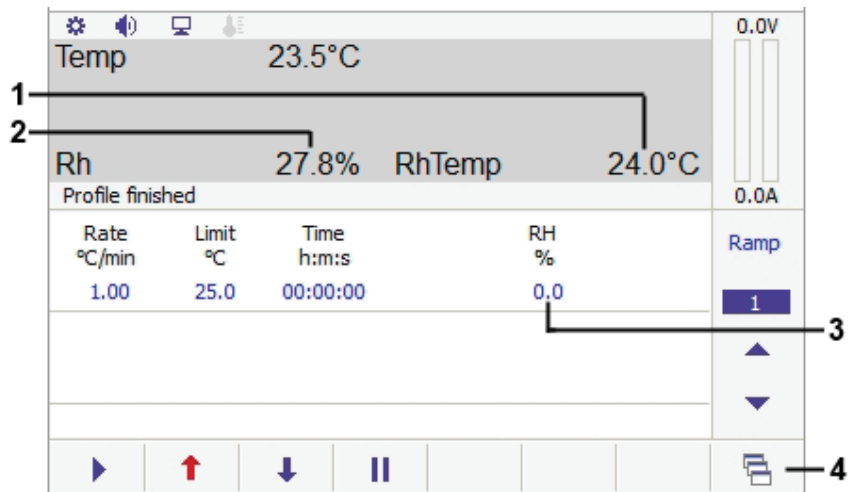 0.0V
Temp 23.5°C
1
2
Rh 27.8% RhTemp 24.0°C
Profile finished
0.0A
Rate Limit Time RH
°C/min °C h:m:s %
Ramp
1.00 25.0 00:00:00 0.0
1
3
4